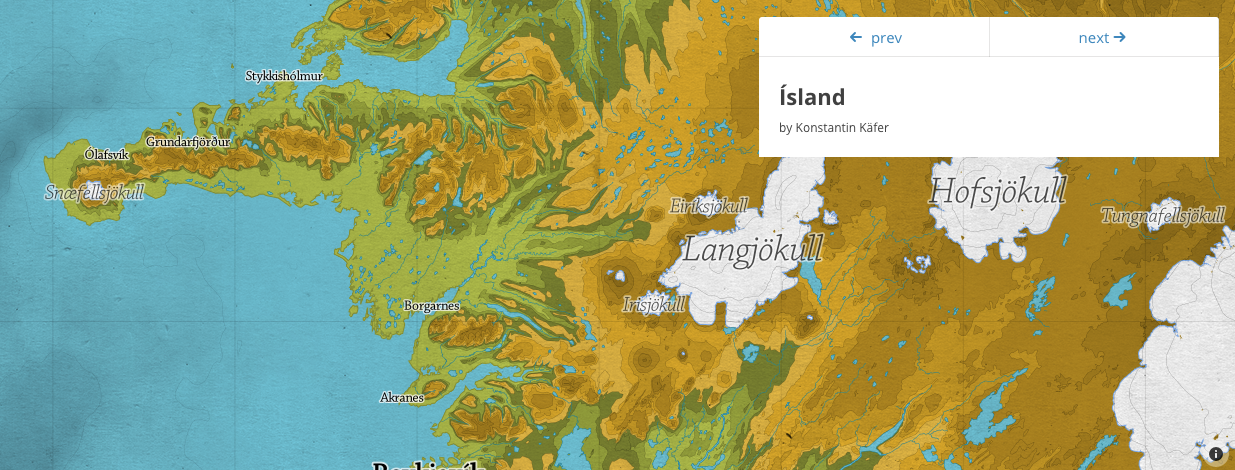 prev
next
Ísland
by Konstantin Käfer
Stykkishólmur
Grundarfjörður
Ólafsvík
Snæfellsjökull
Eiríksjökull
Hofsjökull
Tungnafellsjökull
Langjökull
Irisjökull
Borgarnes
Akranes